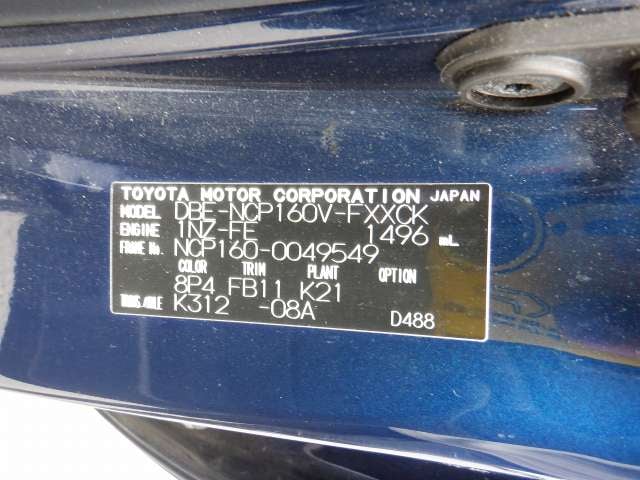 TOYOTA MOTOR CORPORATION JAPAN
MODEL DBE-NCP160V-FXXCK
ENGINE 1NZ-FE 1496 mL
FRAME No. NCP160-0049549
COLOR TRIM PLANT OPTION
8P4 FB11 K21
TRANS./AXLE K312 -08A
D488